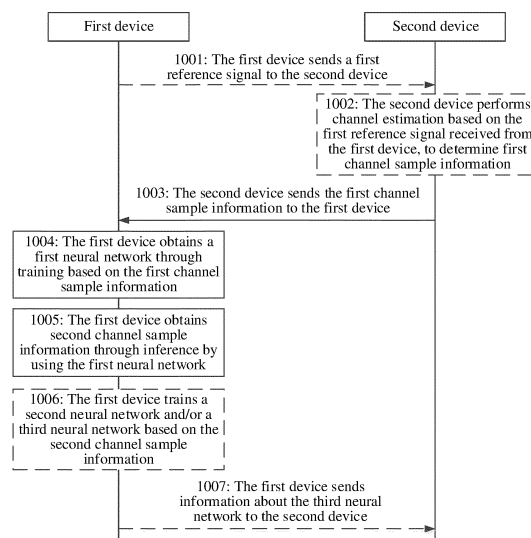 First device
Second device
1001: The first device sends a first
reference signal to the second device
1002: The second device performs
channel estimation based on the
first reference signal received from
the first device, to determine first
channel sample information
1003: The second device sends the first channel
sample information to the first device
1004: The first device obtains a
first neural network through
training based on the first channel
sample information
1005: The first device obtains
second channel sample
information through inference by
using the first neural network
1006: The first device trains a
second neural network and/or a
third neural network based on the
second channel sample
information
1007: The first device sends
information about the third neural
network to the second device